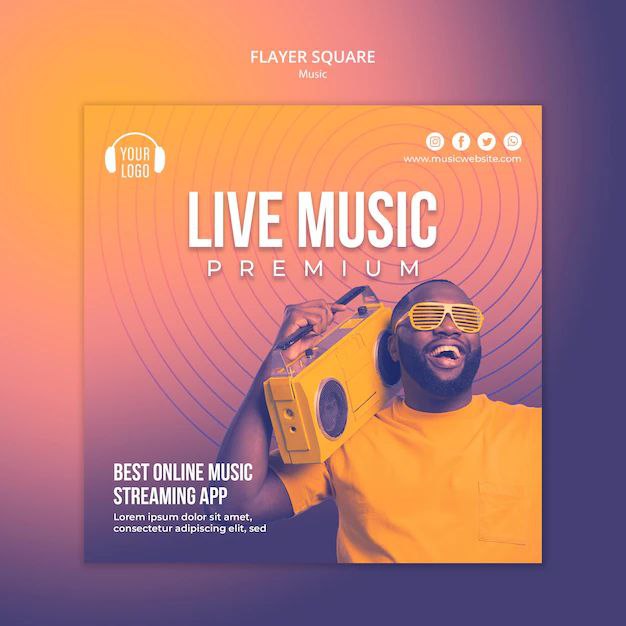 FLAYER SQUARE
Music
YOUR
LOGO
www.musicwebsite.com
LIVE MUSIC
PREMIUM
BEST ONLINE MUSIC
STREAMING APP
Lorem ipsum dolor sit amet,
consectetur adipiscing elit, sed